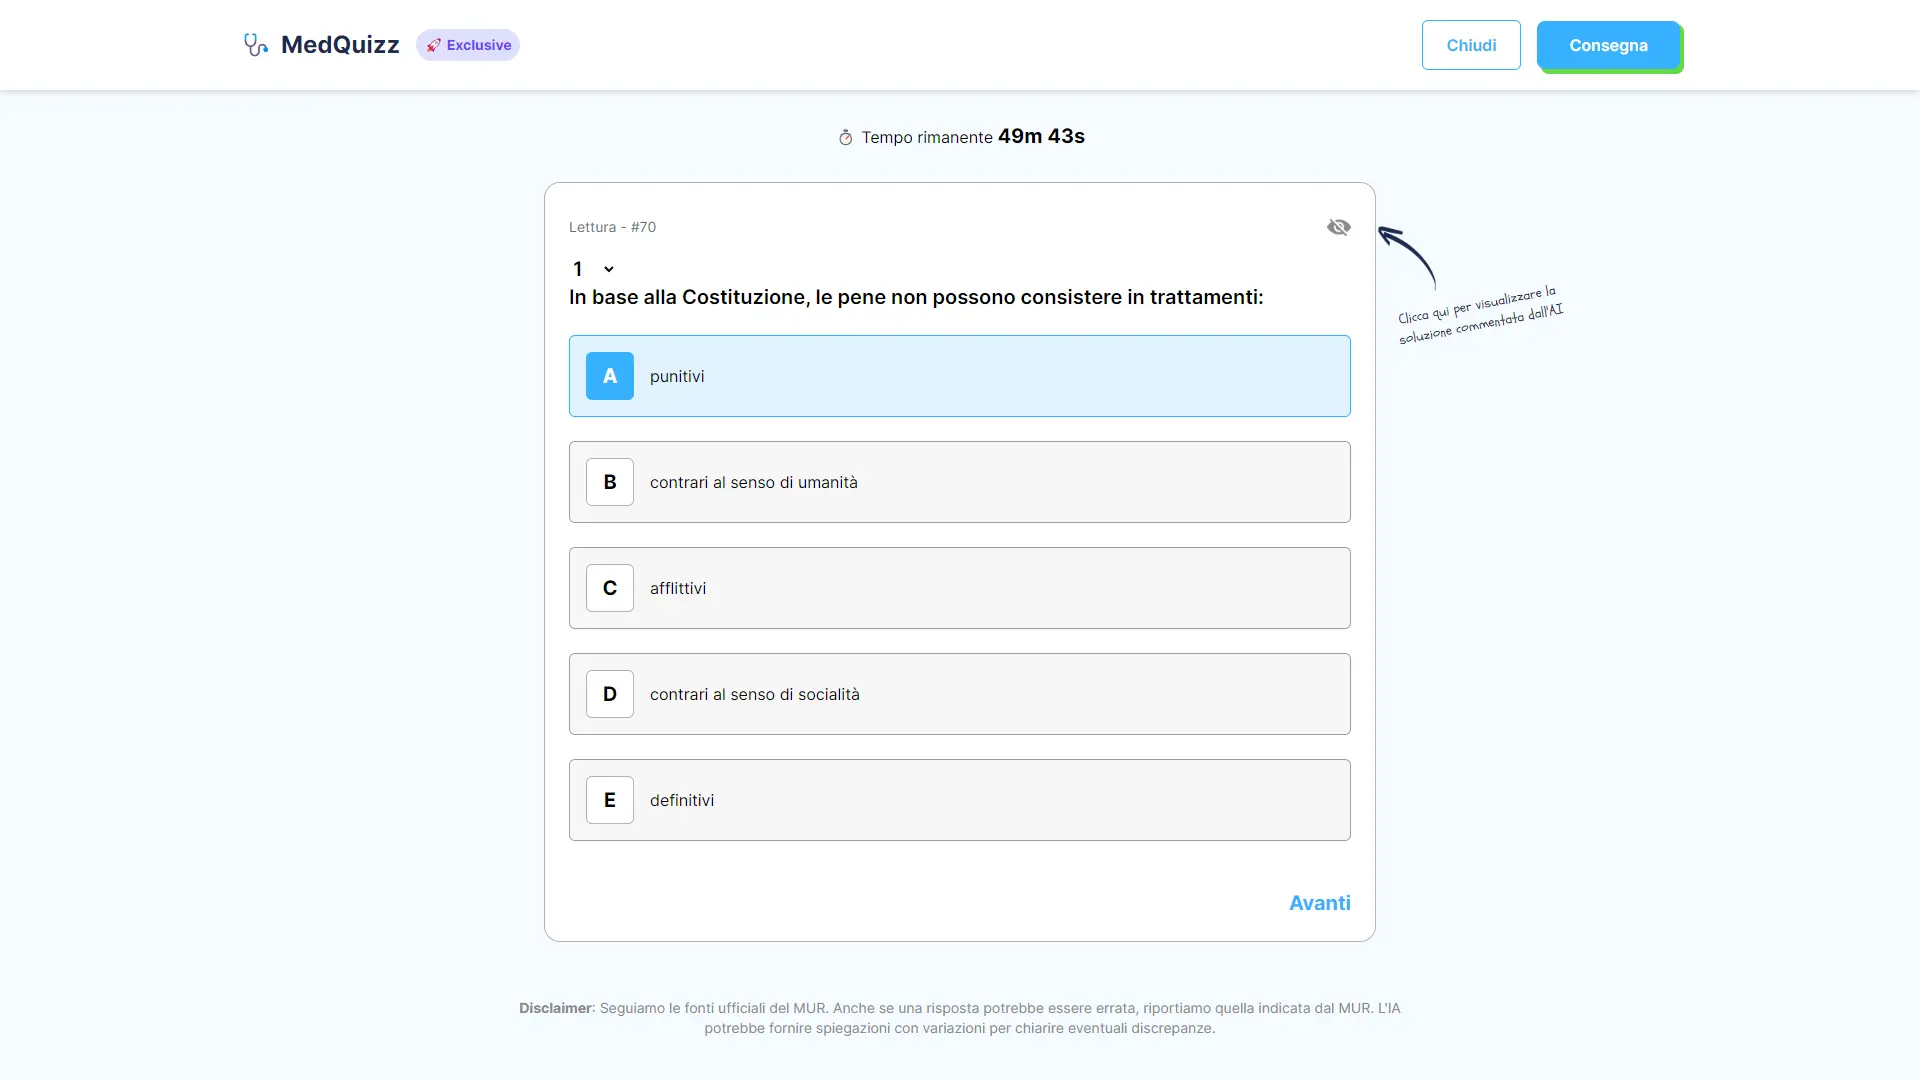 MedQuizz
🚀 Exclusive
Chiudi
Consegna
Tempo rimanente 49m 43s
Lettura - #70
1
In base alla Costituzione, le pene non possono consistere in trattamenti:
A punitivi
B contrari al senso di umanità
C afflittivi
D contrari al senso di socialità
E definitivi
Avanti
Clicca qui per visualizzare la
soluzione commentata dall'AI
Disclaimer: Seguiamo le fonti ufficiali del MUR. Anche se una risposta potrebbe essere errata, riportiamo quella indicata dal MUR. L'IA
potrebbe fornire spiegazioni con variazioni per chiarire eventuali discrepanze.